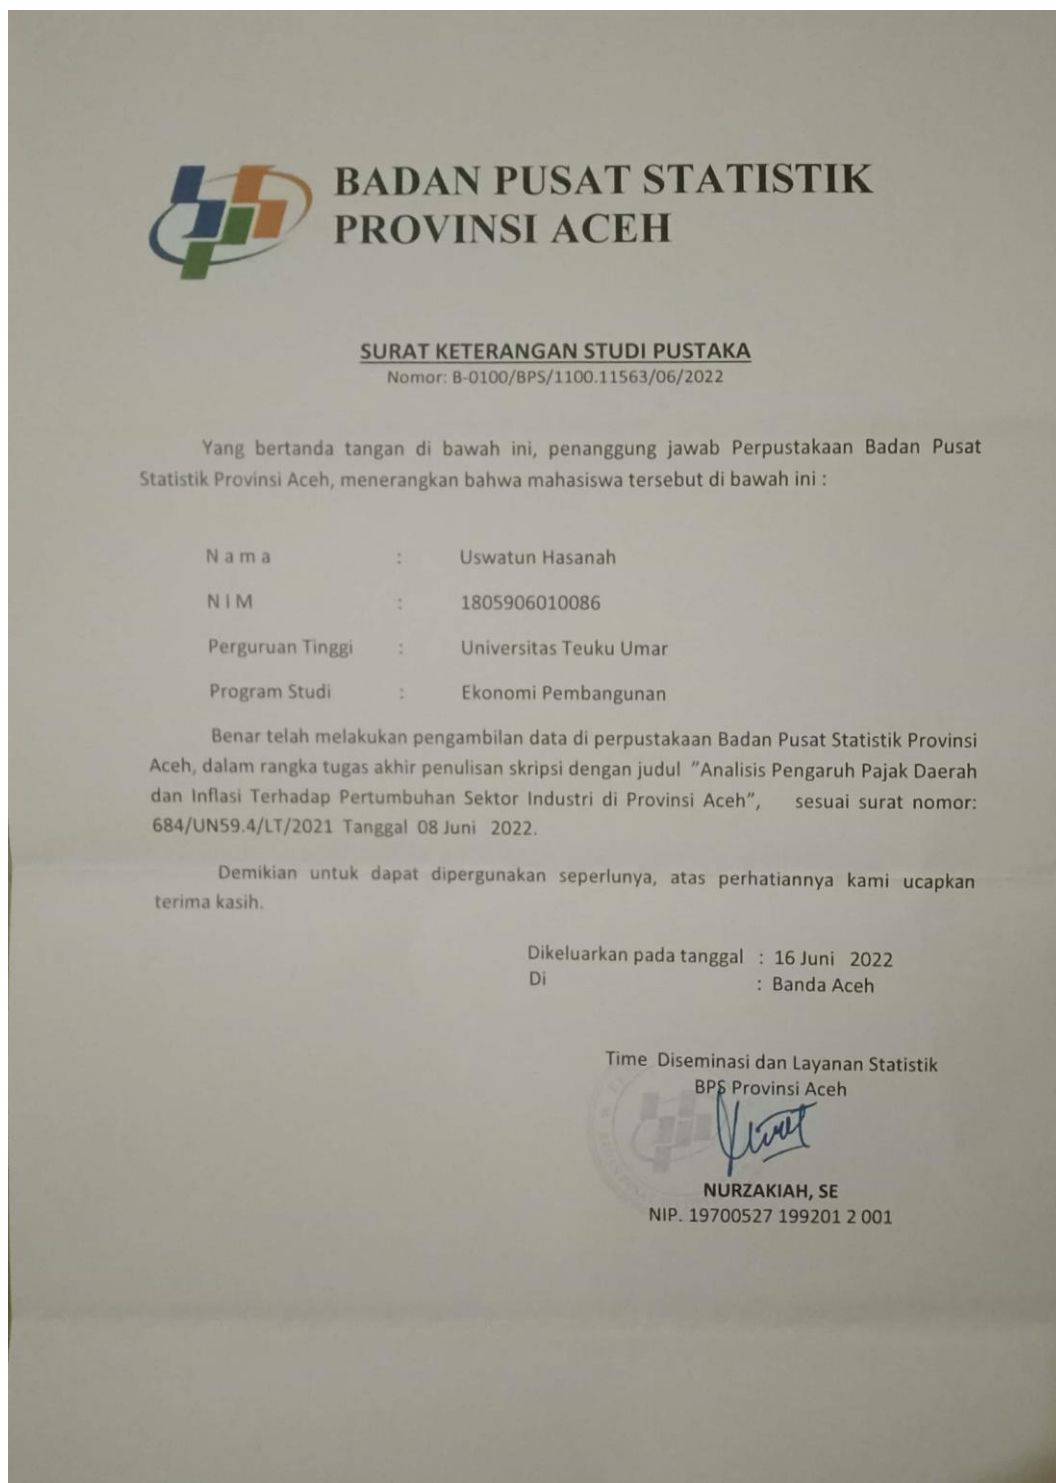 BADAN PUSAT STATISTIK
PROVINSI ACEH
SURAT KETERANGAN STUDI PUSTAKA
Nomor: B-0100/BPS/1100.11563/06/2022
Yang bertanda tangan di bawah ini, penanggung jawab Perpustakaan Badan Pusat
Statistik Provinsi Aceh, menerangkan bahwa mahasiswa tersebut di bawah ini :
N a m a : Uswatun Hasanah
N I M : 1805906010086
Perguruan Tinggi : Universitas Teuku Umar
Program Studi : Ekonomi Pembangunan
Benar telah melakukan pengambilan data di perpustakaan Badan Pusat Statistik Provinsi
Aceh, dalam rangka tugas akhir penulisan skripsi dengan judul "Analisis Pengaruh Pajak Daerah
dan Inflasi Terhadap Pertumbuhan Sektor Industri di Provinsi Aceh", sesuai surat nomor:
684/UN59.4/LT/2021 Tanggal 08 Juni 2022.
Demikian untuk dapat dipergunakan seperlunya, atas perhatiannya kami ucapkan
terima kasih.
Dikeluarkan pada tanggal : 16 Juni 2022
Di : Banda Aceh
Time Diseminasi dan Layanan Statistik
BPS Provinsi Aceh
NURZAKIAH, SE
NIP. 19700527 199201 2 001